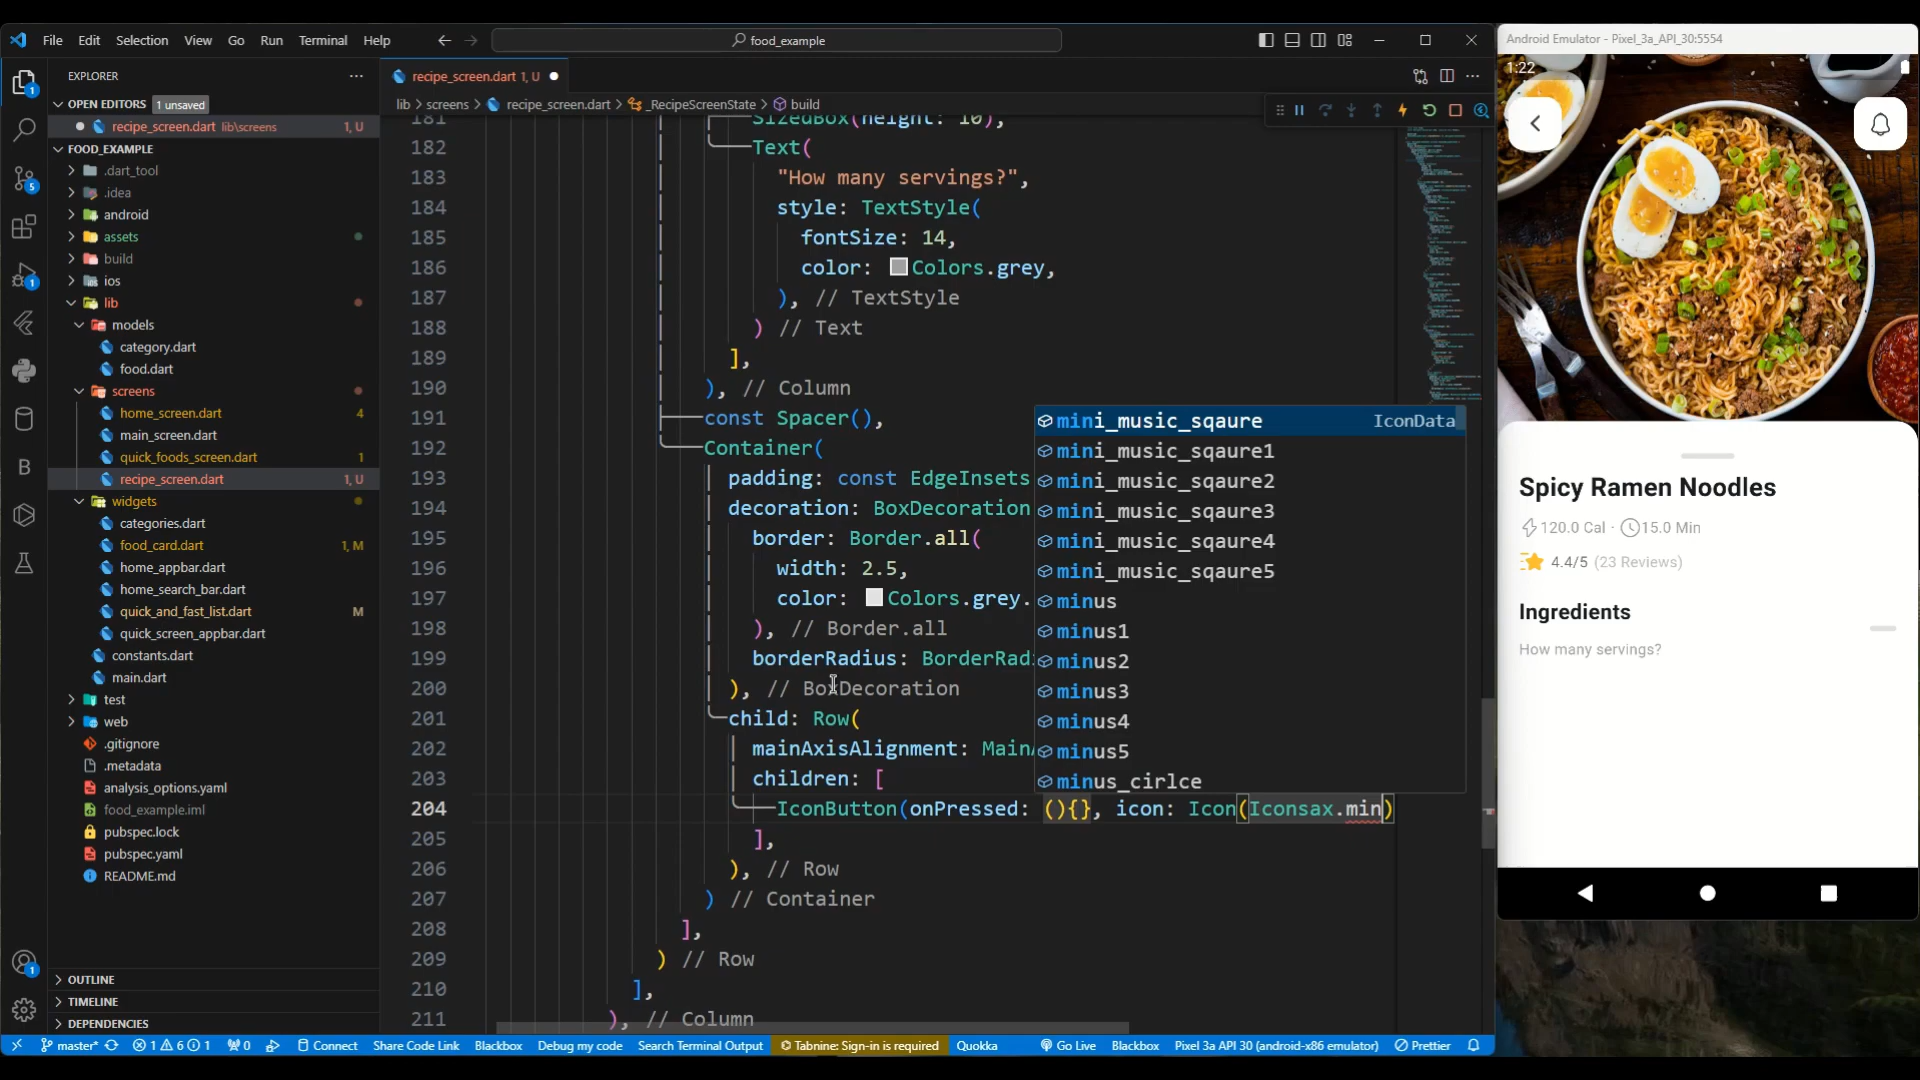 File Edit Selection View Go Run Terminal Help
food_example
Android Emulator - Pixel_3a_API_30:5554
EXPLORER
OPEN EDITORS 1 unsaved
recipe_screen.dart lib\screens 1, U
FOOD_EXAMPLE
.dart_tool
.idea
android
assets
build
ios
lib
models
category.dart
food.dart
screens
home_screen.dart 4
main_screen.dart
quick_foods_screen.dart 1
recipe_screen.dart 1, U
widgets
categories.dart
food_card.dart 1, M
home_appbar.dart
home_search_bar.dart
quick_and_fast_list.dart M
quick_screen_appbar.dart
constants.dart
main.dart
test
web
.gitignore
.metadata
analysis_options.yaml
food_example.iml
pubspec.lock
pubspec.yaml
README.md
OUTLINE
TIMELINE
DEPENDENCIES
recipe_screen.dart 1, U
lib > screens > recipe_screen.dart > _RecipeScreenState > build
181 SizedBox(height: 10),
182 Text(
183 "How many servings?",
184 style: TextStyle(
185 fontSize: 14,
186 color: Colors.grey,
187 ), // TextStyle
188 ) // Text
189 ],
190 ), // Column
191 const Spacer(),
192 Container(
193 padding: const EdgeInsets
194 decoration: BoxDecoration
195 border: Border.all(
196 width: 2.5,
197 color: Colors.grey.
198 ), // Border.all
199 borderRadius: BorderRadi
200 ), // BoxDecoration
201 child: Row(
202 mainAxisAlignment: MainA
203 children: [
204 IconButton(onPressed: (){}, icon: Icon(Iconsax.min)
205 ],
206 ), // Row
207 ) // Container
208 ],
209 ) // Row
210 ],
211 ), // Column
mini_music_sqaure IconData
mini_music_sqaure1
mini_music_sqaure2
mini_music_sqaure3
mini_music_sqaure4
mini_music_sqaure5
minus
minus1
minus2
minus3
minus4
minus5
minus_cirlce
1:22
Spicy Ramen Noodles
120.0 Cal · 15.0 Min
4.4/5 (23 Reviews)
Ingredients
How many servings?
1
5
1
B
1
master* 1 6 1 0 Connect Share Code Link Blackbox Debug my code Search Terminal Output Tabnine: Sign-in is required Quokka Go Live Blackbox Pixel 3a API 30 (android-x86 emulator) Prettier